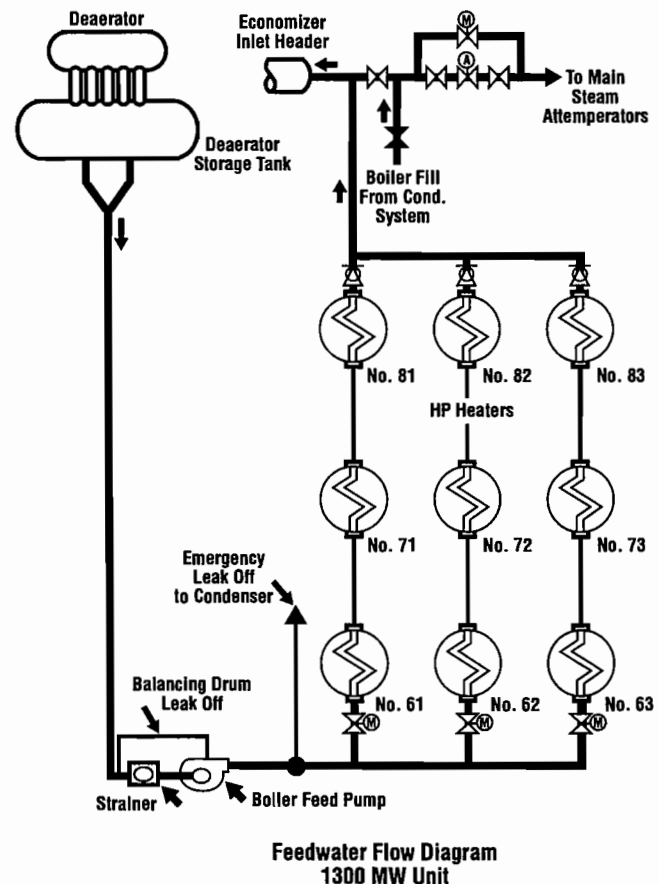 Deaerator
Economizer
Inlet Header
M
A
To Main
Steam
Attemperators
Deaerator
Storage Tank
Boiler Fill
From Cond.
System
No. 81
No. 82
No. 83
HP Heaters
No. 71
No. 72
No. 73
Emergency
Leak Off
to Condenser
No. 61
No. 62
No. 63
M
M
M
Balancing Drum
Leak Off
Strainer
Boiler Feed Pump
Feedwater Flow Diagram
1300 MW Unit